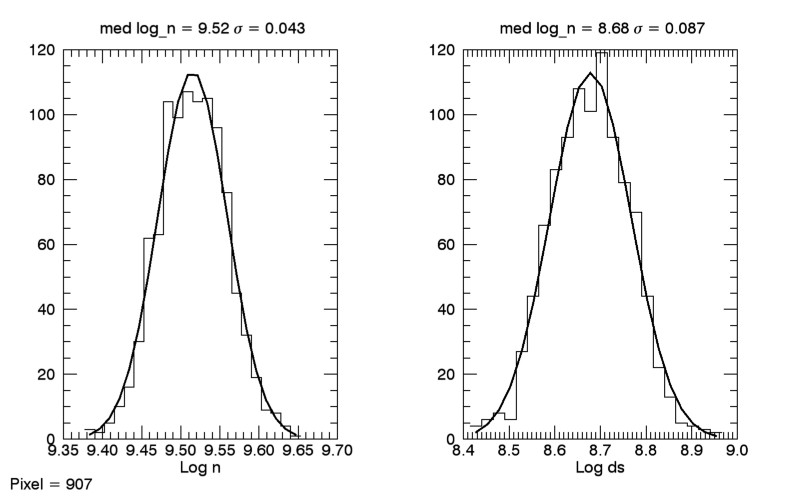 med log_n = 9.52 σ = 0.043
120
100
80
60
40
20
0
9.35 9.40 9.45 9.50 9.55 9.60 9.65 9.70
Log n
med log_n = 8.68 σ = 0.087
120
100
80
60
40
20
0
8.4 8.5 8.6 8.7 8.8 8.9 9.0
Log ds
Pixel = 907